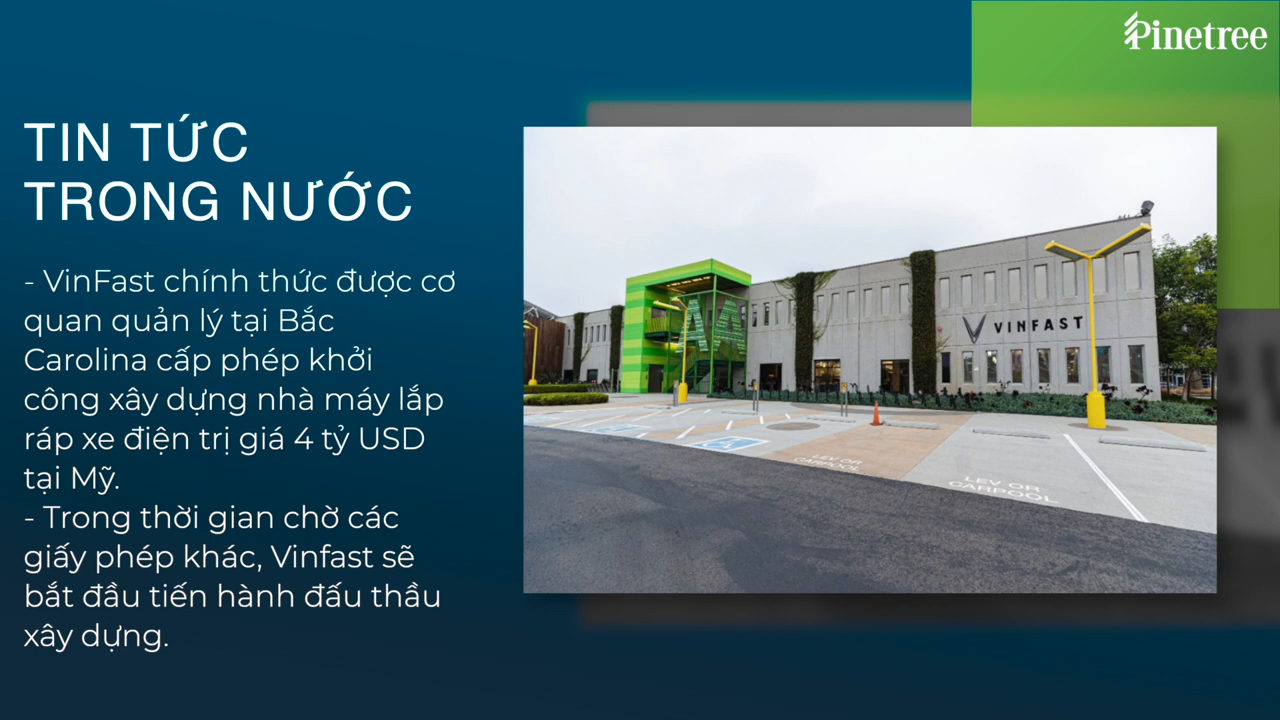 Pinetree
TIN TỨC
TRONG NƯỚC
- VinFast chính thức được cơ
quan quản lý tại Bắc
Carolina cấp phép khởi
công xây dựng nhà máy lắp
ráp xe điện trị giá 4 tỷ USD
tại Mỹ.
- Trong thời gian chờ các
giấy phép khác, Vinfast sẽ
bắt đầu tiến hành đấu thầu
xây dựng.
VINFAST
LEV OR
CARPOOL
LEV OR
CARPOOL